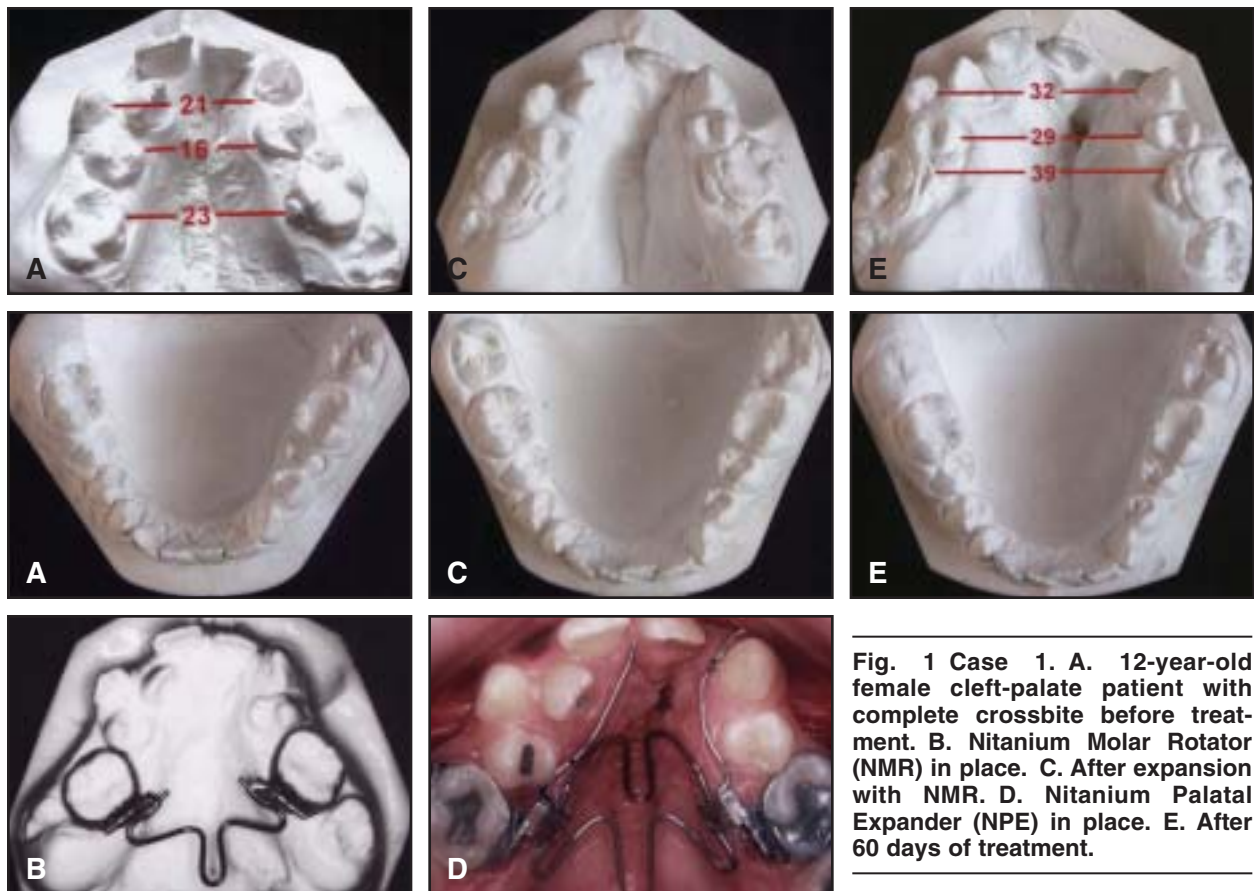 21
16
23
A
C
32
29
39
E
A
C
E
B
D
Fig. 1 Case 1. A. 12-year-old
female cleft-palate patient with
complete crossbite before treat-
ment. B. Nitanium Molar Rotator
(NMR) in place. C. After expansion
with NMR. D. Nitanium Palatal
Expander (NPE) in place. E. After
60 days of treatment.